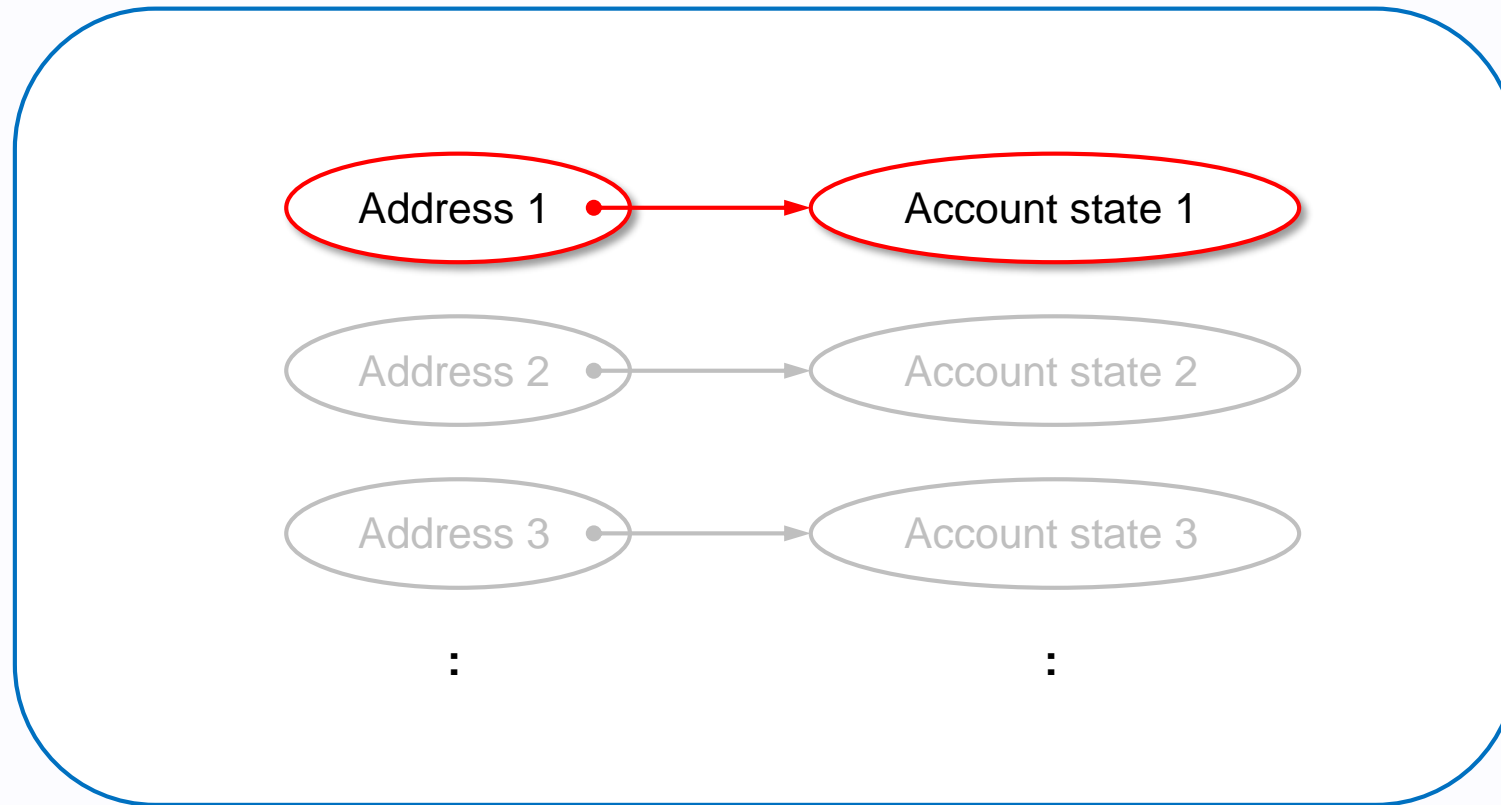 Address 1 Account state 1
Address 2 Account state 2
Address 3 Account state 3
: :